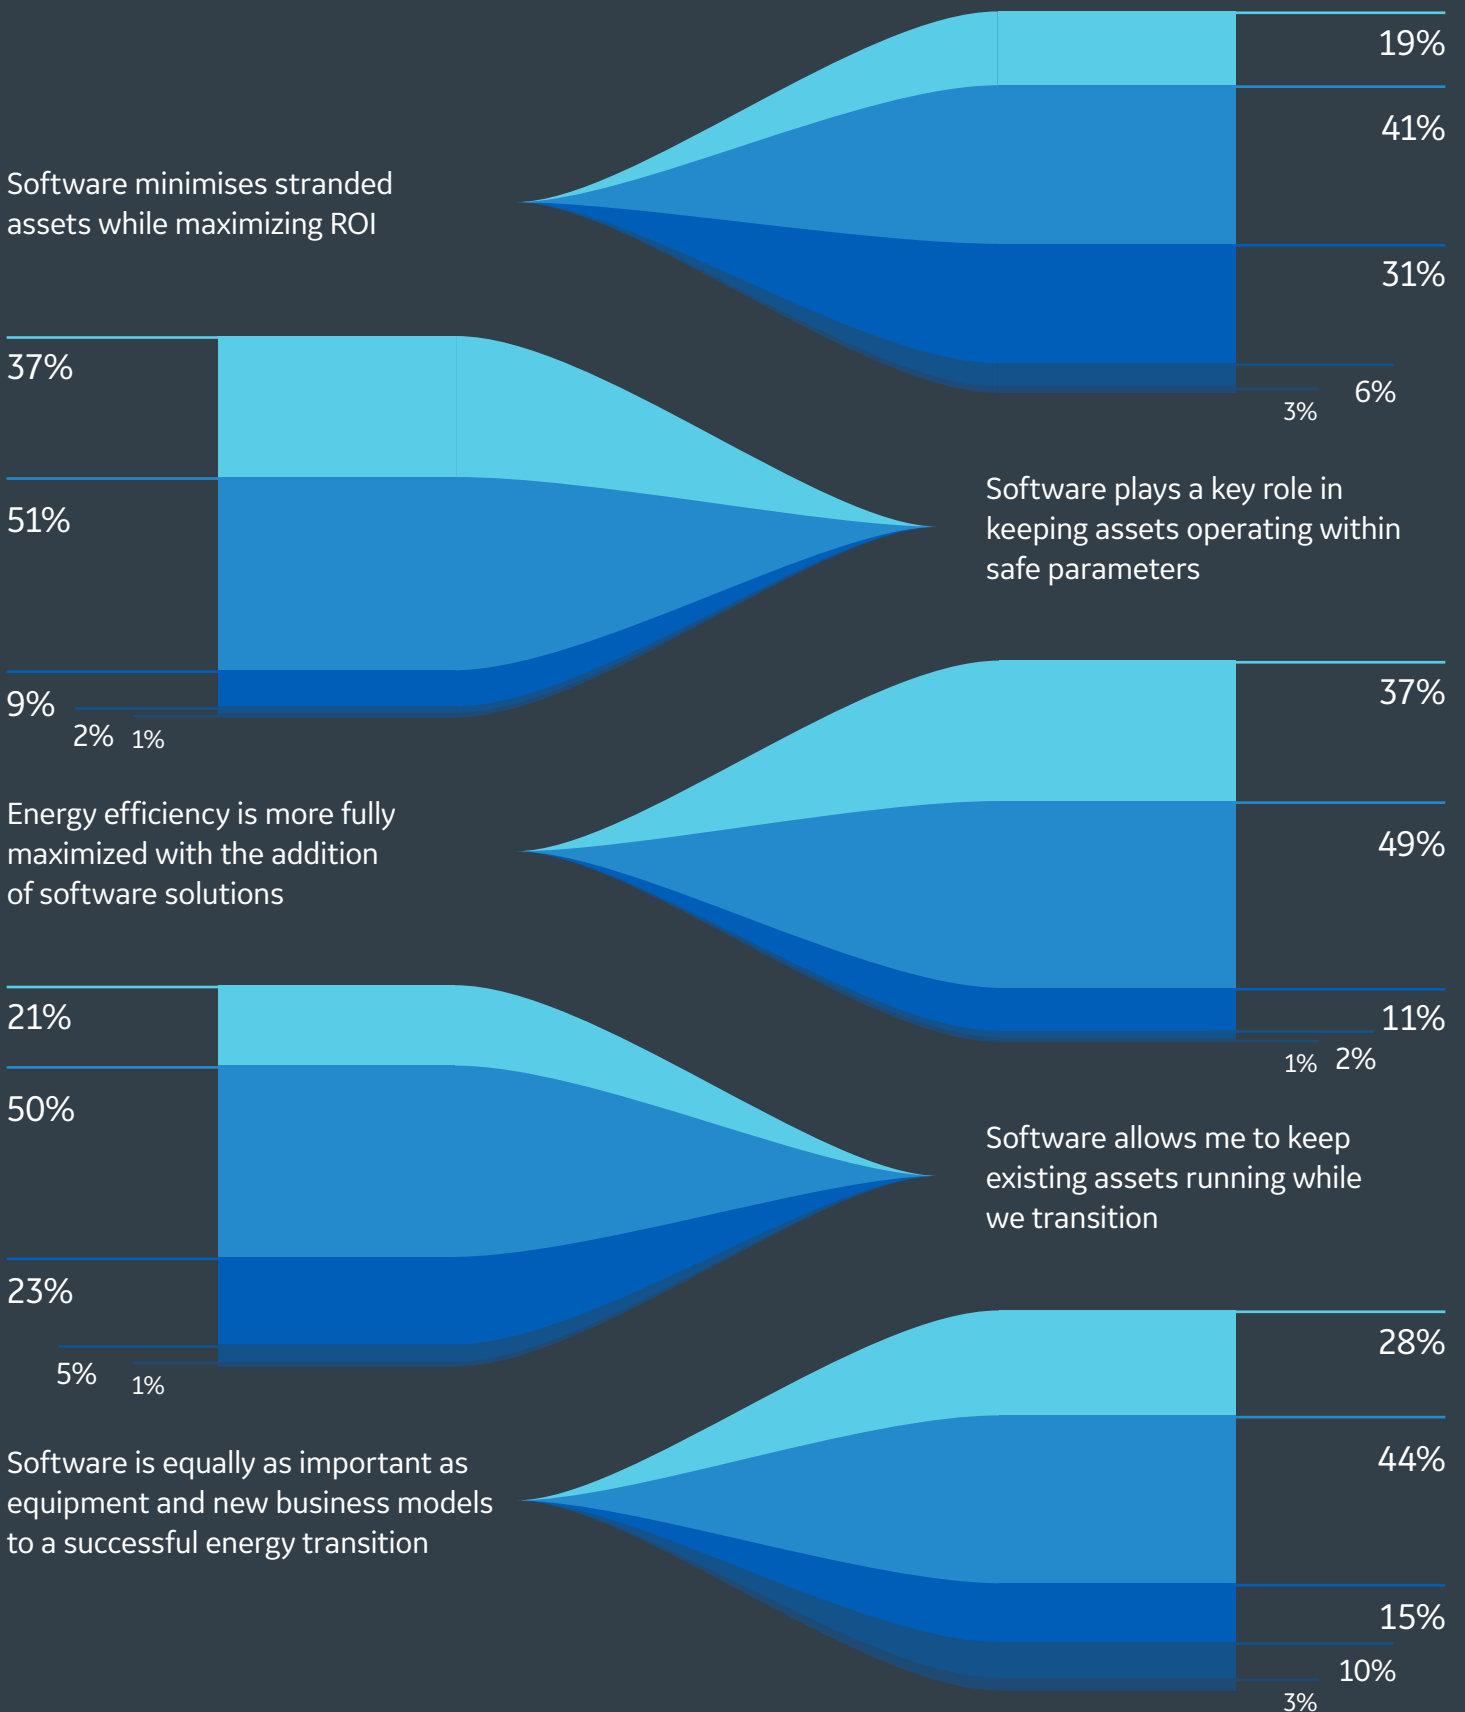 19%
41%
Software minimises stranded
assets while maximizing ROI
31%
6%
3%
37%
51%
Software plays a key role in
keeping assets operating within
safe parameters
9%
2% 1%
37%
Energy efficiency is more fully
maximized with the addition
of software solutions
49%
11%
1% 2%
21%
50%
Software allows me to keep
existing assets running while
we transition
23%
5% 1%
28%
Software is equally as important as
equipment and new business models
to a successful energy transition
44%
15%
10%
3%